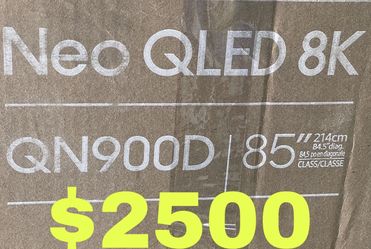 Neo QLED 8K
QN900D | 85" 214cm
84.5" diag.
84,5 po en diagonale
CLASS/CLASSE
$2500